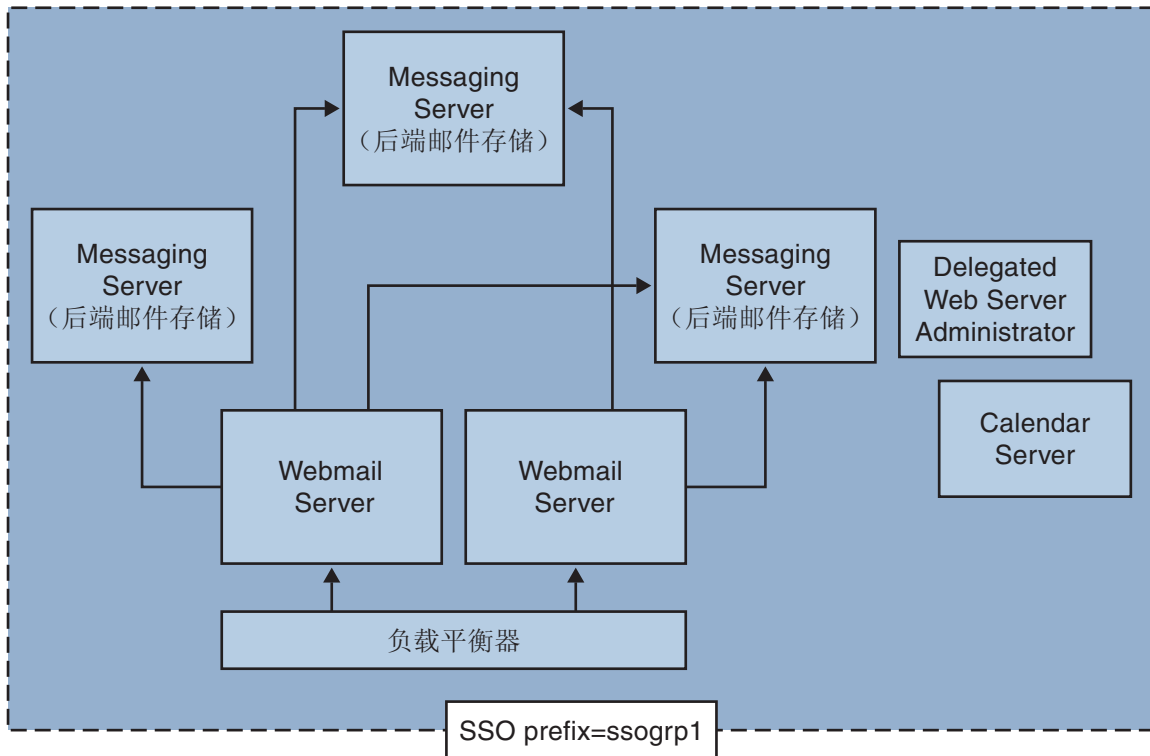 Messaging
Server
（后端邮件存储）
Messaging
Server
（后端邮件存储）
Messaging
Server
（后端邮件存储）
Delegated
Web Server
Administrator
Calendar
Server
Webmail
Server
Webmail
Server
负载平衡器
SSO prefix=ssogrp1